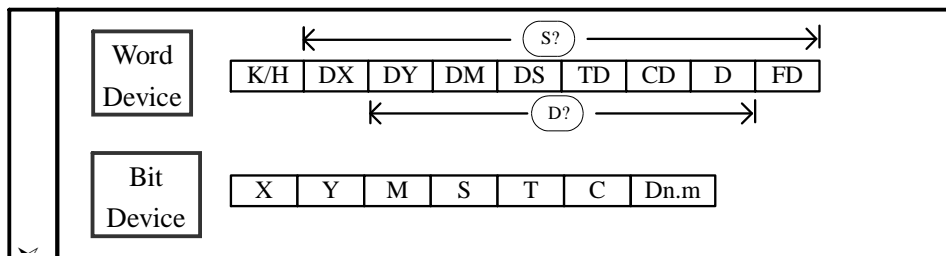 S?
Word
Device
K/H DX DY DM DS TD CD D FD
D?
Bit
Device
X Y M S T C Dn.m